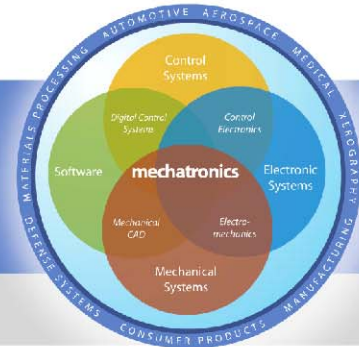 MATERIALS PROCESSING AUTOMOTIVE AEROSPACE MEDICAL XEROGRAPHY MANUFACTURING CONSUMER PRODUCTS DEFENSE SYSTEMS
Control
Systems
Digital Control
System
Control
Electronics
Software
mechatronics
Electronic
Systems
Mechanical
CAD
Electro-
mechanics
Mechanical
Systems